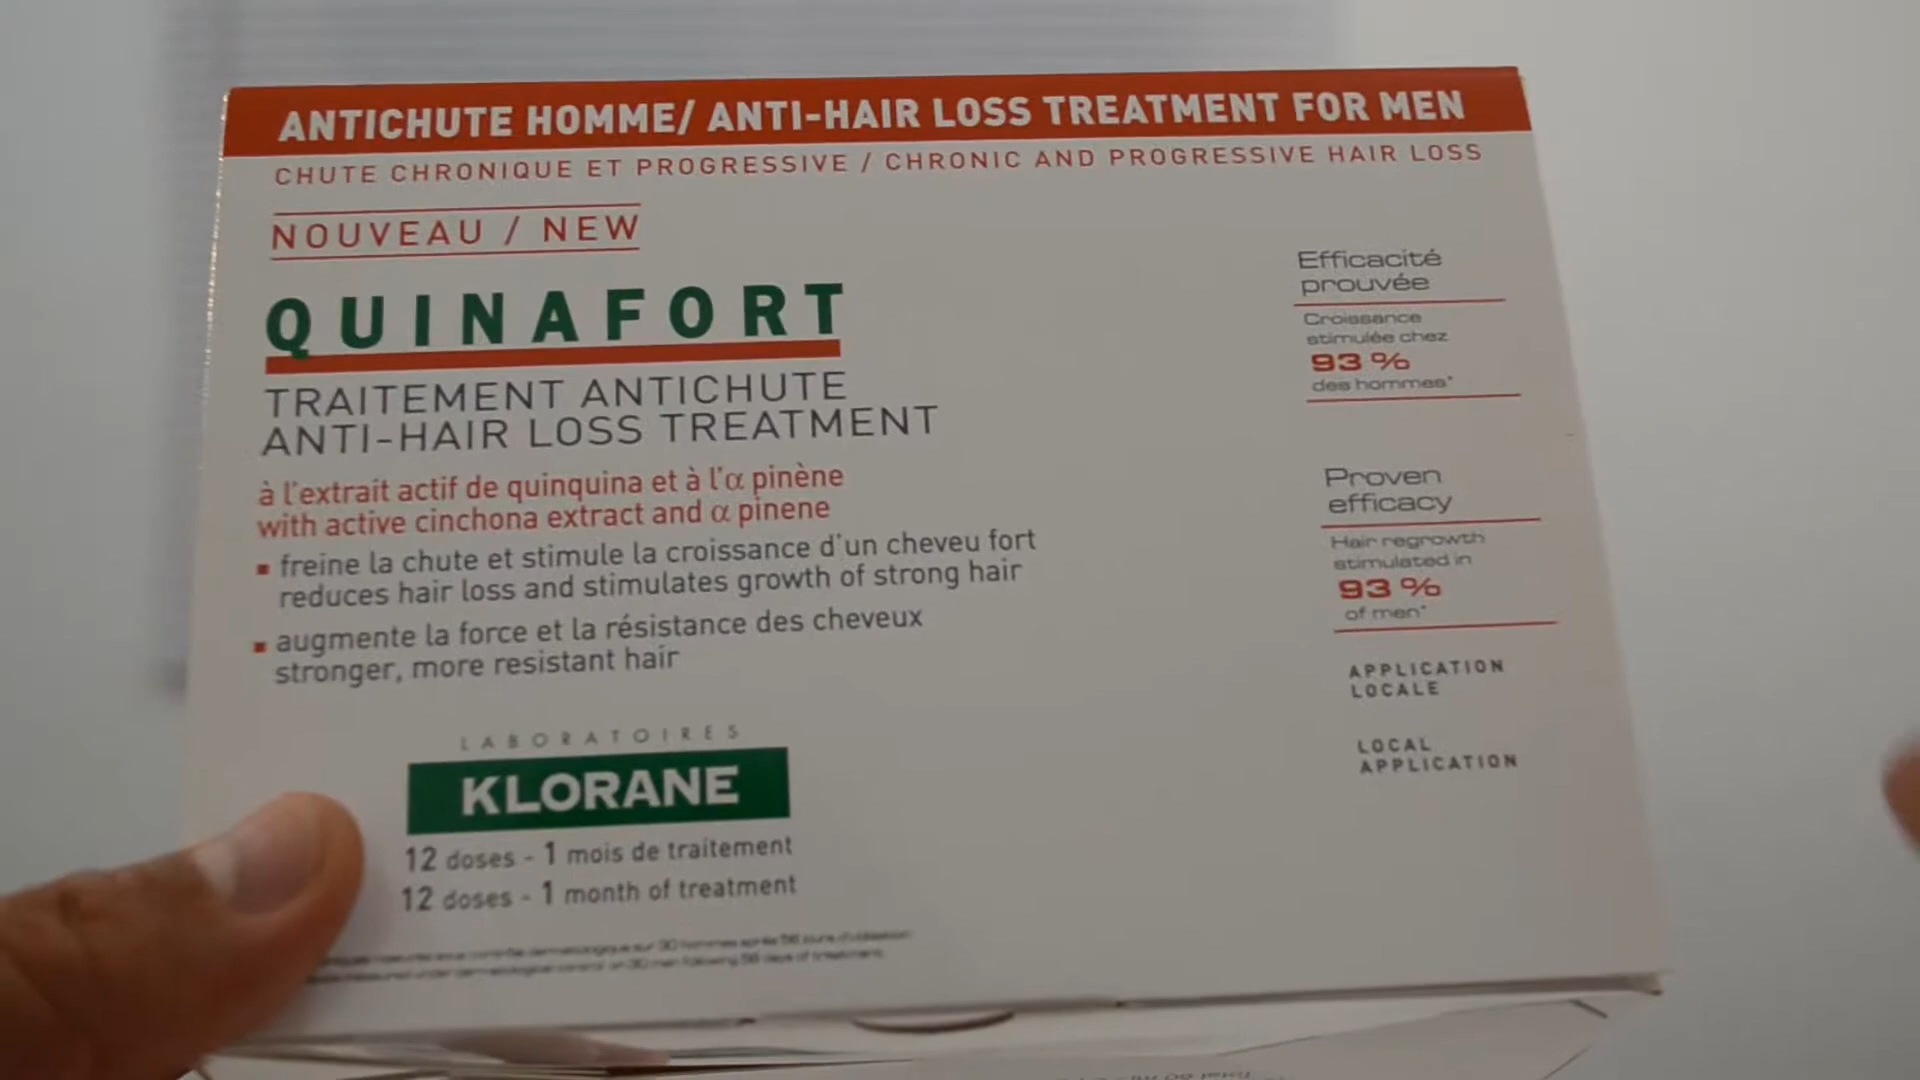 ANTICHUTE HOMME/ ANTI-HAIR LOSS TREATMENT FOR MEN
CHUTE CHRONIQUE ET PROGRESSIVE / CHRONIC AND PROGRESSIVE HAIR LOSS
NOUVEAU / NEW
QUINAFORT
TRAITEMENT ANTICHUTE
ANTI-HAIR LOSS TREATMENT
à l'extrait actif de quinquina et à l'α pinène
with active cinchona extract and α pinene
▪ freine la chute et stimule la croissance d'un cheveu fort
reduces hair loss and stimulates growth of strong hair
▪ augmente la force et la résistance des cheveux
stronger, more resistant hair
LABORATOIRES
KLORANE
12 doses - 1 mois de traitement
12 doses - 1 month of treatment
Efficacité
prouvée
Croissance
stimulée chez
93 %
des hommes*
Proven
efficacy
Hair regrowth
stimulated in
93 %
of men*
APPLICATION
LOCALE
LOCAL
APPLICATION